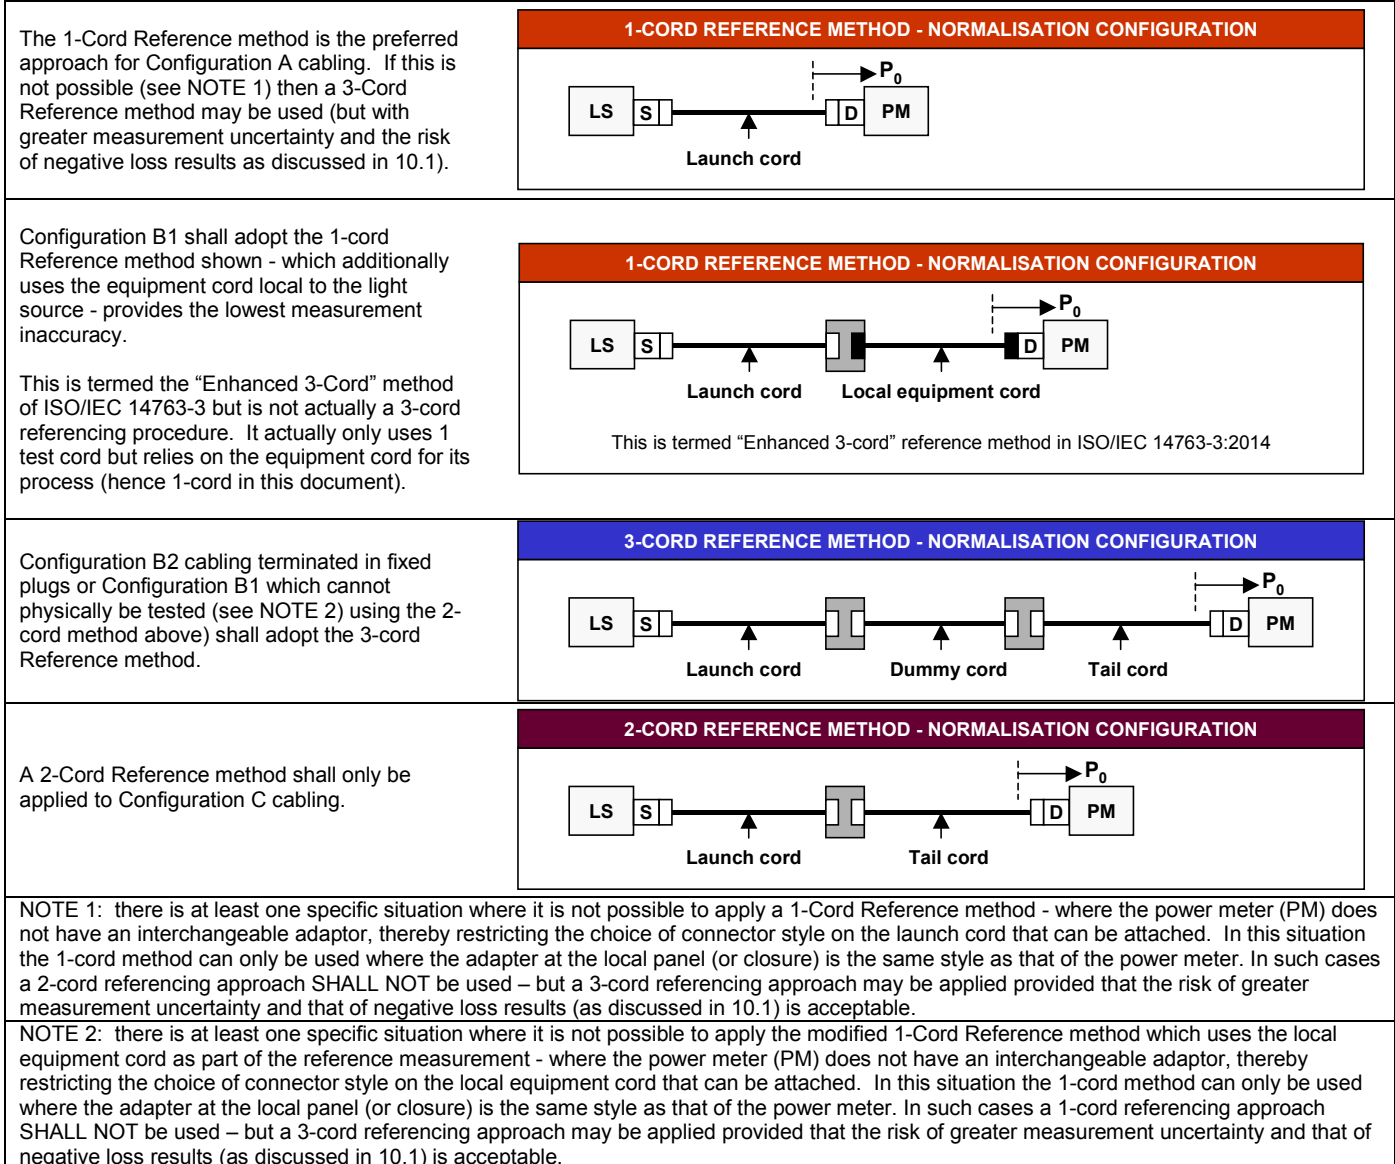 The 1-Cord Reference method is the preferred
approach for Configuration A cabling. If this is
not possible (see NOTE 1) then a 3-Cord
Reference method may be used (but with
greater measurement uncertainty and the risk
of negative loss results as discussed in 10.1).
1-CORD REFERENCE METHOD - NORMALISATION CONFIGURATION
P0
LS S D PM
Launch cord
Configuration B1 shall adopt the 1-cord
Reference method shown - which additionally
uses the equipment cord local to the light
source - provides the lowest measurement
inaccuracy.
This is termed the “Enhanced 3-Cord” method
of ISO/IEC 14763-3 but is not actually a 3-cord
referencing procedure. It actually only uses 1
test cord but relies on the equipment cord for its
process (hence 1-cord in this document).
1-CORD REFERENCE METHOD - NORMALISATION CONFIGURATION
P0
LS S D PM
Launch cord Local equipment cord
This is termed “Enhanced 3-cord” reference method in ISO/IEC 14763-3:2014
Configuration B2 cabling terminated in fixed
plugs or Configuration B1 which cannot
physically be tested (see NOTE 2) using the 2-
cord method above) shall adopt the 3-cord
Reference method.
3-CORD REFERENCE METHOD - NORMALISATION CONFIGURATION
P0
LS S D PM
Launch cord Dummy cord Tail cord
A 2-Cord Reference method shall only be
applied to Configuration C cabling.
2-CORD REFERENCE METHOD - NORMALISATION CONFIGURATION
P0
LS S D PM
Launch cord Tail cord
NOTE 1: there is at least one specific situation where it is not possible to apply a 1-Cord Reference method - where the power meter (PM) does
not have an interchangeable adaptor, thereby restricting the choice of connector style on the launch cord that can be attached. In this situation
the 1-cord method can only be used where the adapter at the local panel (or closure) is the same style as that of the power meter. In such cases
a 2-cord referencing approach SHALL NOT be used – but a 3-cord referencing approach may be applied provided that the risk of greater
measurement uncertainty and that of negative loss results (as discussed in 10.1) is acceptable.
NOTE 2: there is at least one specific situation where it is not possible to apply the modified 1-Cord Reference method which uses the local
equipment cord as part of the reference measurement - where the power meter (PM) does not have an interchangeable adaptor, thereby
restricting the choice of connector style on the local equipment cord that can be attached. In this situation the 1-cord method can only be used
where the adapter at the local panel (or closure) is the same style as that of the power meter. In such cases a 1-cord referencing approach
SHALL NOT be used – but a 3-cord referencing approach may be applied provided that the risk of greater measurement uncertainty and that of
negative loss results (as discussed in 10.1) is acceptable.